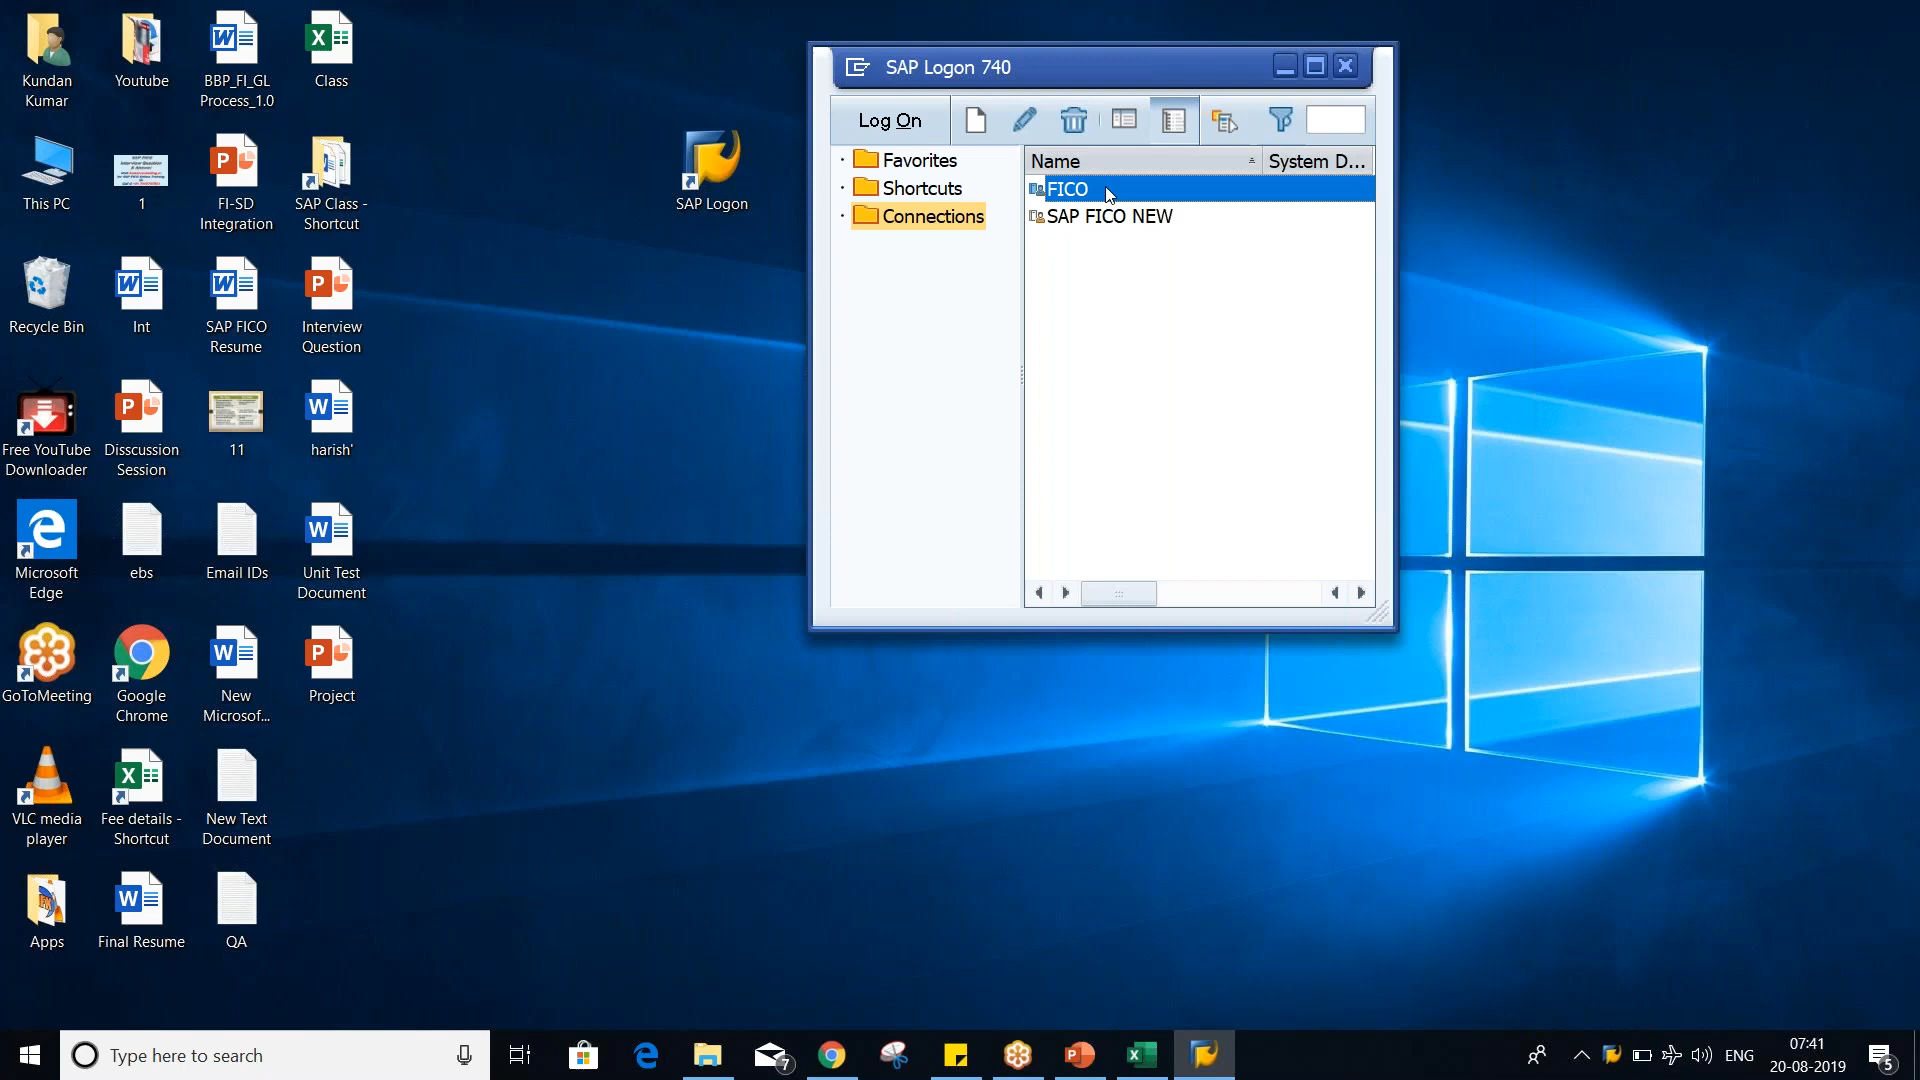 Kundan
Kumar
Youtube
BBP_FI_GL
Process_1.0
Class
This PC
1
FI-SD
Integration
SAP Class -
Shortcut
Recycle Bin
Int
SAP FICO
Resume
Interview
Question
Free YouTube
Downloader
Disscussion
Session
11
harish'
Microsoft
Edge
ebs
Email IDs
Unit Test
Document
GoToMeeting
Google
Chrome
New
Microsof...
Project
VLC media
player
Fee details -
Shortcut
New Text
Document
Apps
Final Resume
QA
SAP Logon
SAP Logon 740
Log On
Favorites
Shortcuts
Connections
Name
System D...
FICO
SAP FICO NEW
Type here to search
7
ENG
07:41
20-08-2019
5